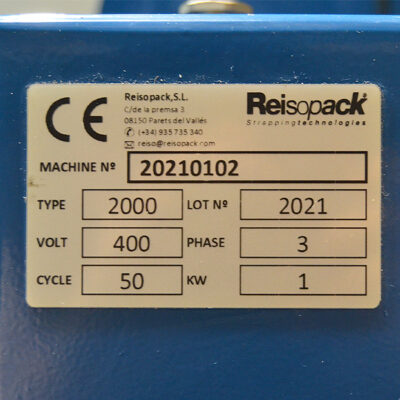 CE
Reisopack,S.L.
C/de la premsa 3
08150 Parets del Vallés
(+34) 935 735 340
reiso@reisopack.com
Reisopack®
Strappingtechnologies
MACHINE Nº 20210102
TYPE 2000 LOT Nº 2021
VOLT 400 PHASE 3
CYCLE 50 KW 1